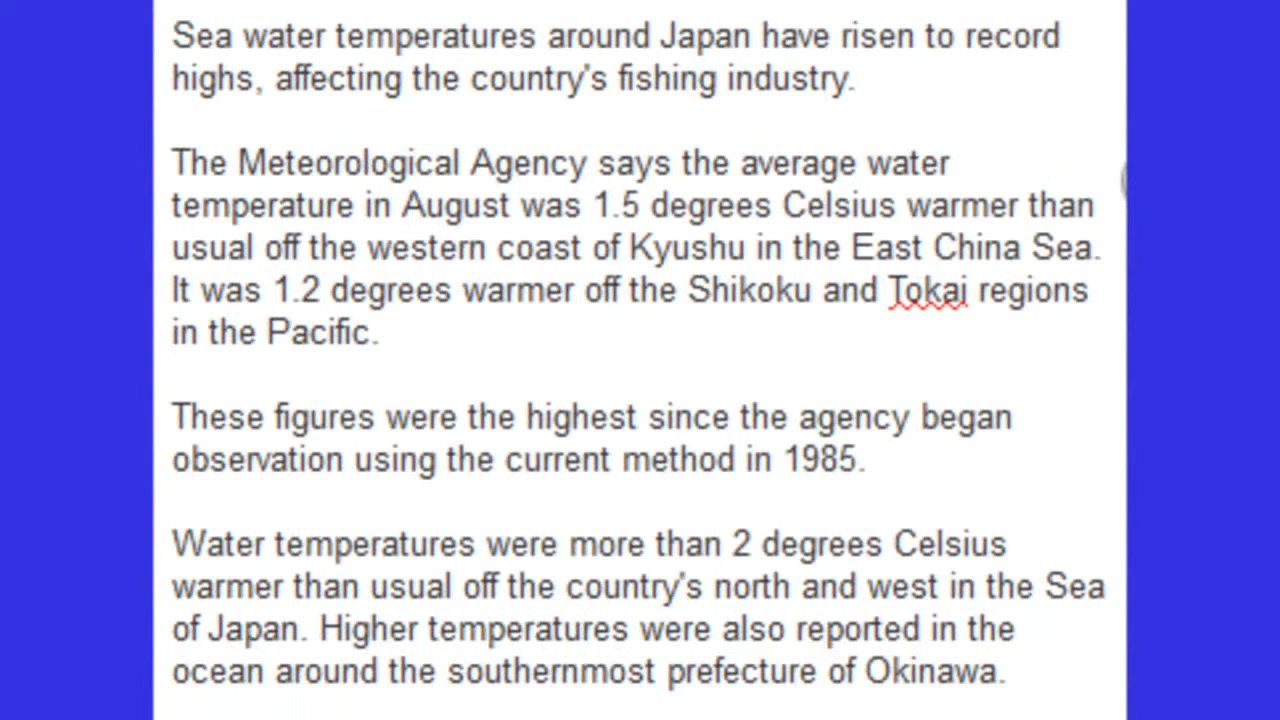 Sea water temperatures around Japan have risen to record
highs, affecting the country's fishing industry.
The Meteorological Agency says the average water
temperature in August was 1.5 degrees Celsius warmer than
usual off the western coast of Kyushu in the East China Sea.
It was 1.2 degrees warmer off the Shikoku and Tokai regions
in the Pacific.
These figures were the highest since the agency began
observation using the current method in 1985.
Water temperatures were more than 2 degrees Celsius
warmer than usual off the country's north and west in the Sea
of Japan. Higher temperatures were also reported in the
ocean around the southernmost prefecture of Okinawa.